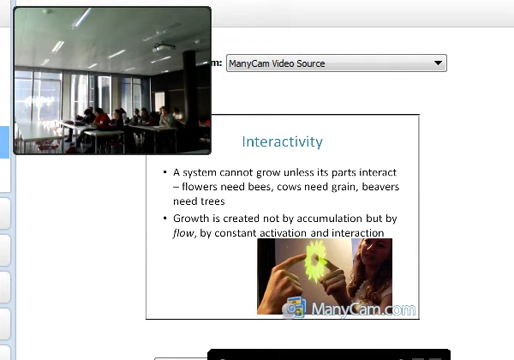 m:
ManyCam Video Source
Interactivity
• A system cannot grow unless its parts interact
– flowers need bees, cows need grain, beavers
need trees
• Growth is created not by accumulation but by
flow, by constant activation and interaction
ManyCam.com